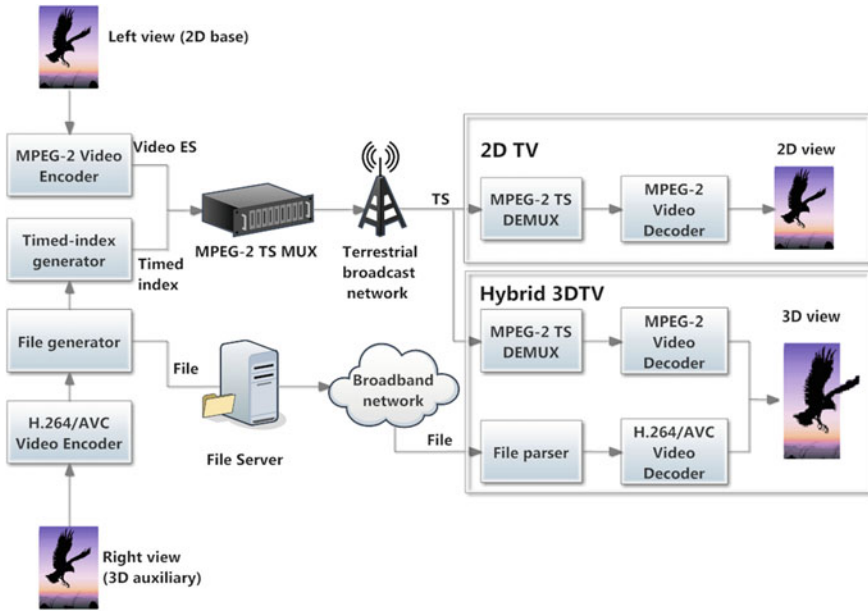 Left view (2D base)
MPEG-2 Video
Encoder
Video ES
Timed-index
generator
Timed
index
MPEG-2 TS MUX
Terrestrial
broadcast
network
TS
File generator
File
File Server
Broadband
network
File
H.264/AVC
Video Encoder
Right view
(3D auxiliary)
2D TV
MPEG-2 TS
DEMUX
MPEG-2
Video
Decoder
2D view
Hybrid 3DTV
MPEG-2 TS
DEMUX
MPEG-2
Video
Decoder
3D view
File parser
H.264/AVC
Video
Decoder